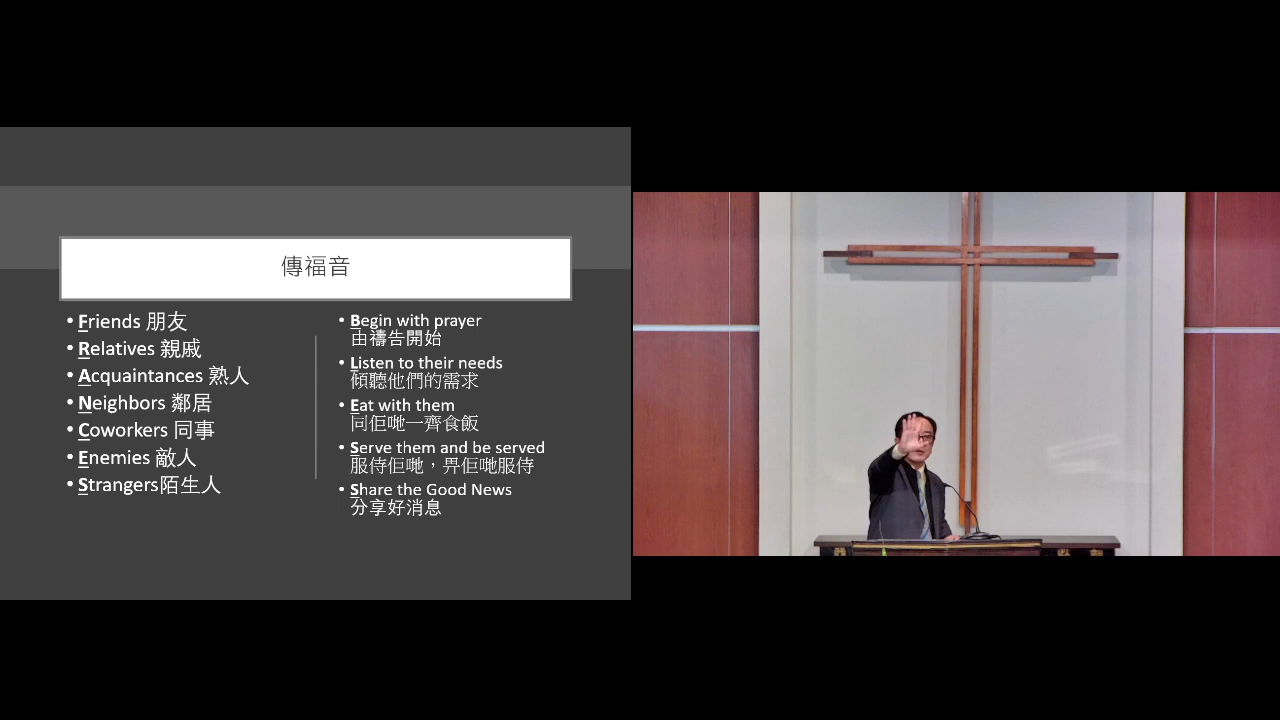 傳福音
• Friends 朋友
• Relatives 親戚
• Acquaintances 熟人
• Neighbors 鄰居
• Coworkers 同事
• Enemies 敵人
• Strangers陌生人
• Begin with prayer
由禱告開始
• Listen to their needs
傾聽他們的需求
• Eat with them
同佢哋一齊食飯
• Serve them and be served
服侍佢哋，畀佢哋服侍
• Share the Good News
分享好消息